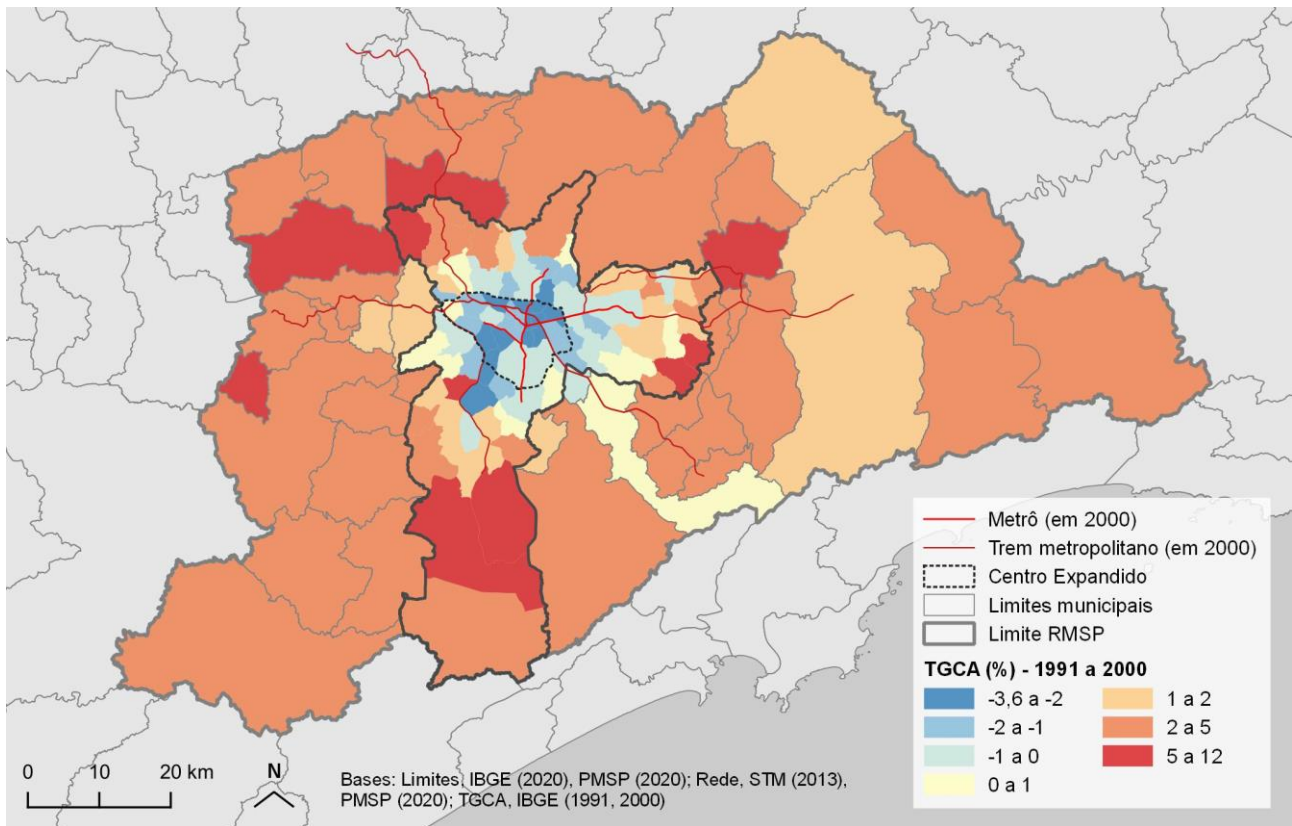 Metrô (em 2000)
Trem metropolitano (em 2000)
Centro Expandido
Limites municipais
Limite RMSP
TGCA (%) - 1991 a 2000
-3,6 a -2
1 a 2
-2 a -1
2 a 5
-1 a 0
5 a 12
0 a 1
0 10 20 km
N
Bases: Limites, IBGE (2020), PMSP (2020); Rede, STM (2013),
PMSP (2020); TGCA, IBGE (1991, 2000)